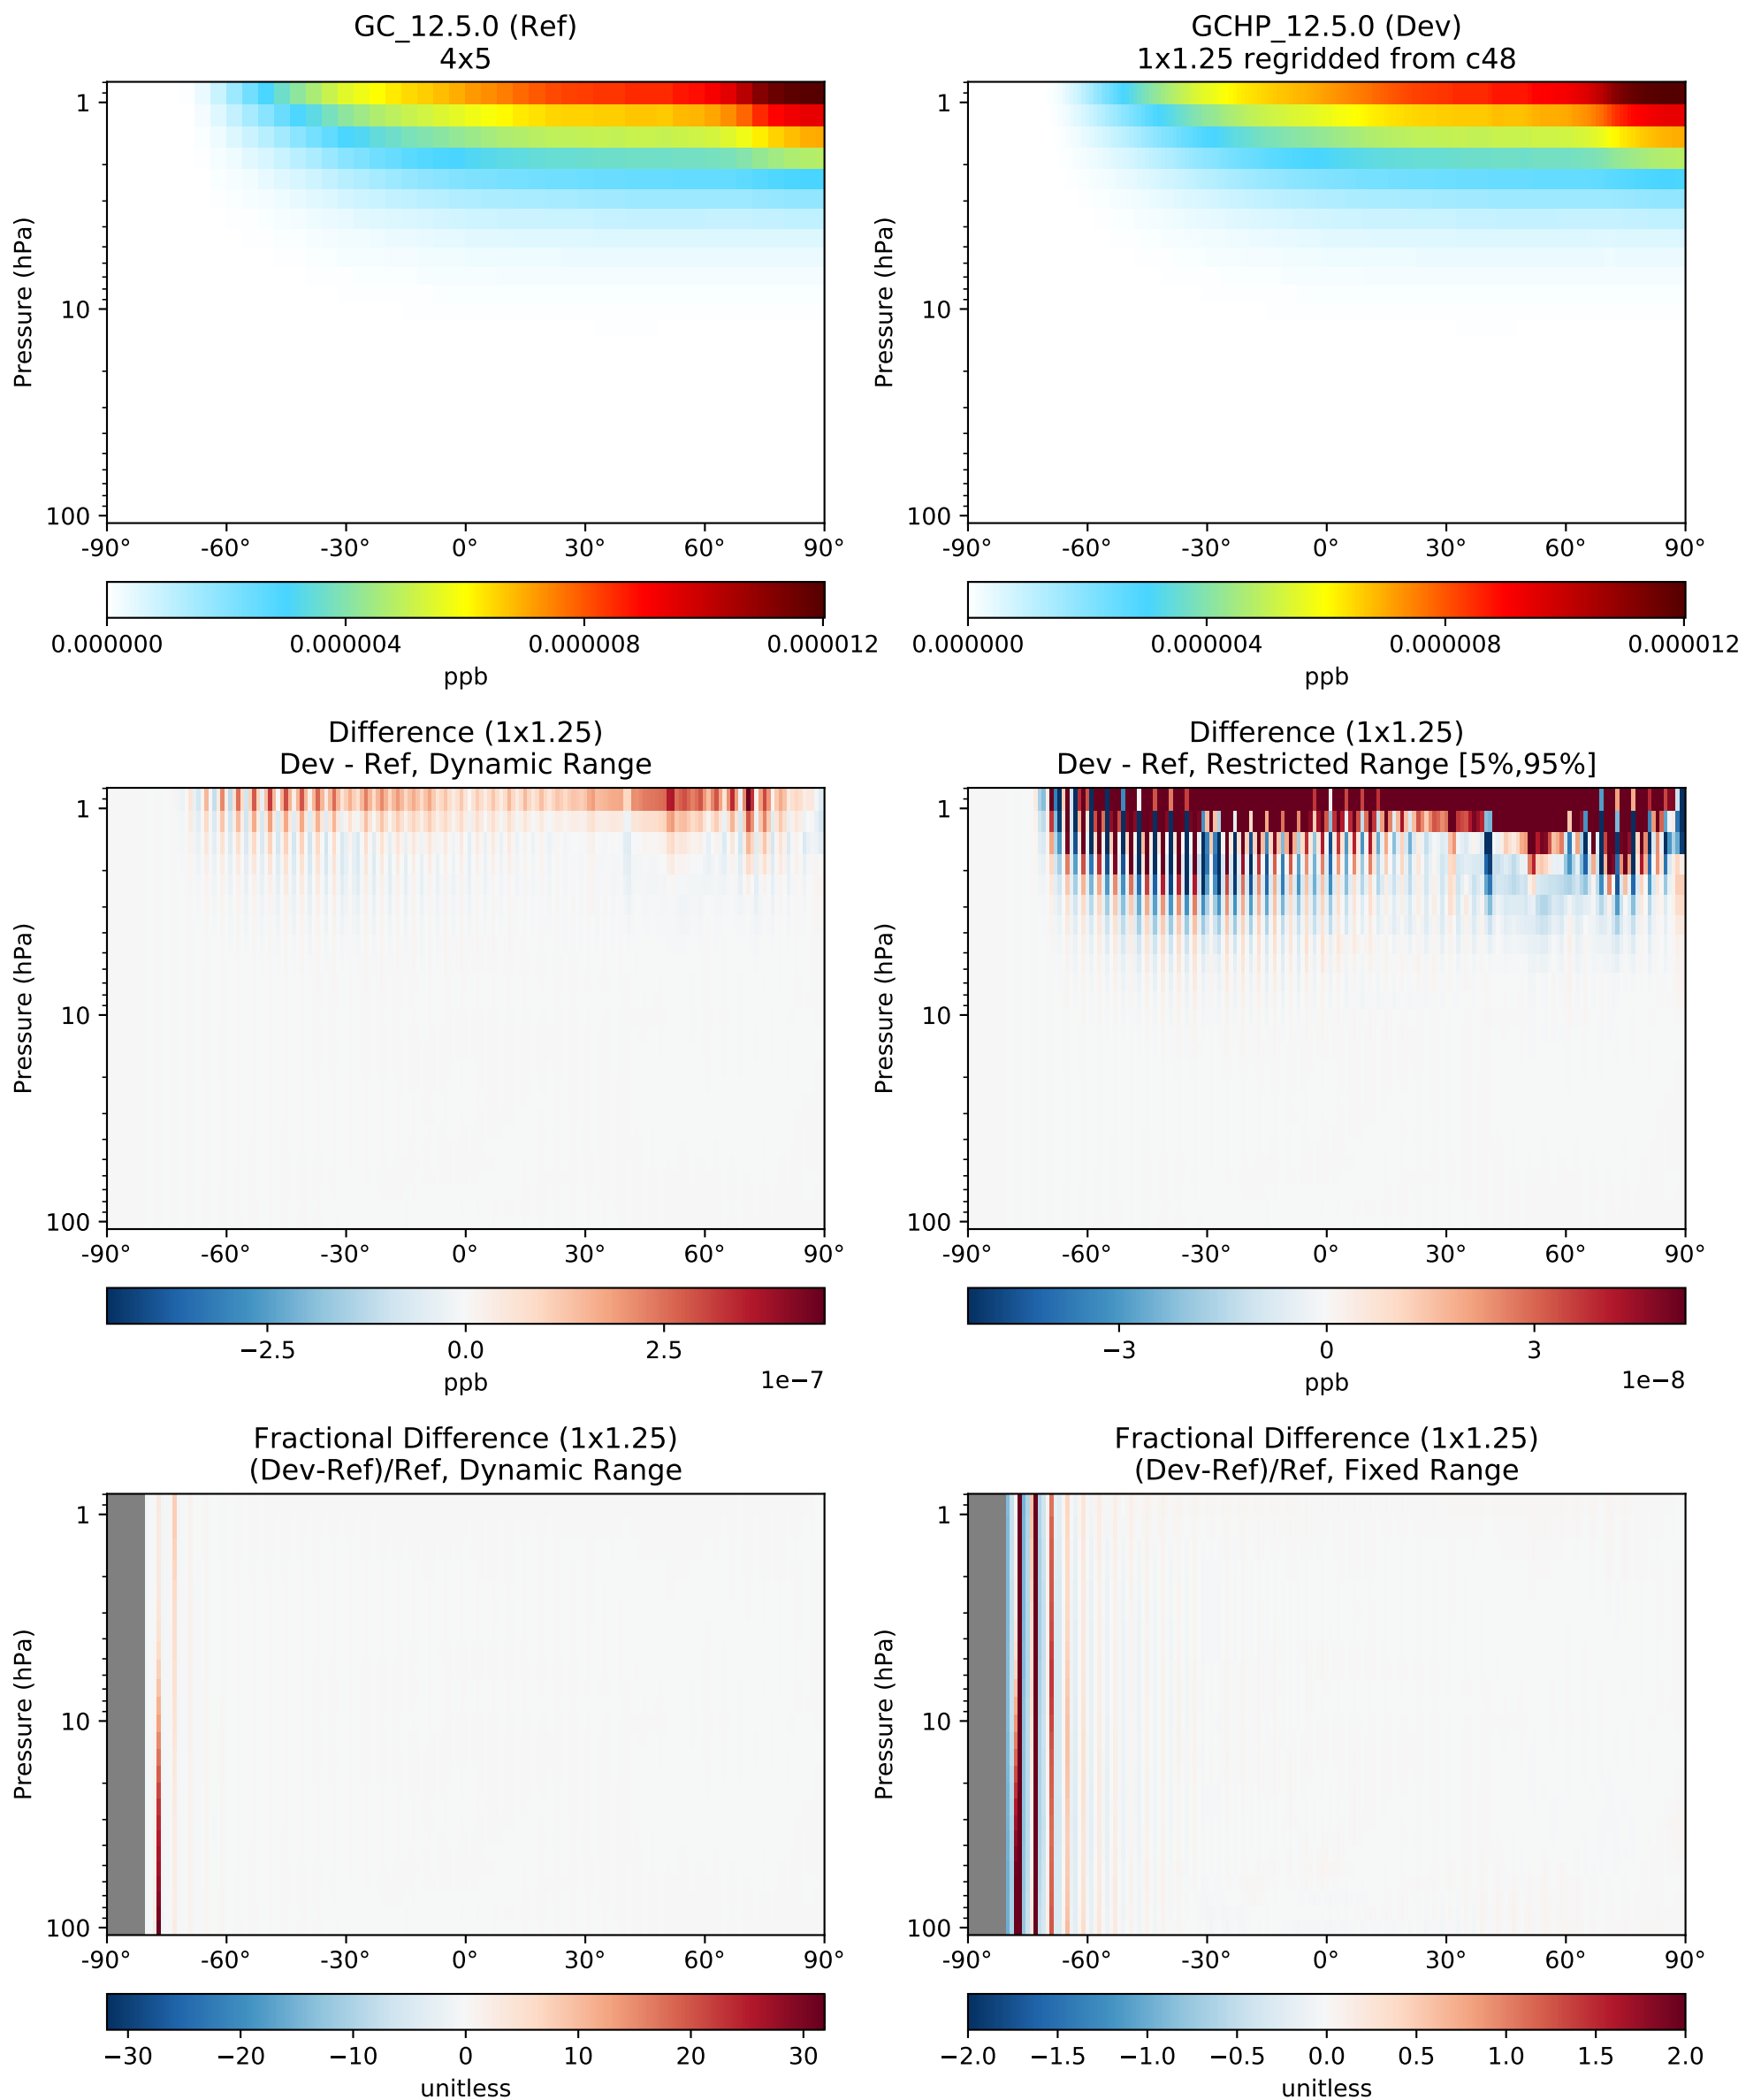 GC_12.5.0 (Ref)
4x5
Pressure (hPa)
1
10
100
-90° -60° -30° 0° 30° 60° 90°
0.000000 0.000004 0.000008 0.000012
ppb
GCHP_12.5.0 (Dev)
1x1.25 regridded from c48
Pressure (hPa)
1
10
100
-90° -60° -30° 0° 30° 60° 90°
0.000000 0.000004 0.000008 0.000012
ppb
Difference (1x1.25)
Dev - Ref, Dynamic Range
Pressure (hPa)
1
10
100
-90° -60° -30° 0° 30° 60° 90°
−2.5 0.0 2.5
ppb
1e−7
Difference (1x1.25)
Dev - Ref, Restricted Range [5%,95%]
Pressure (hPa)
1
10
100
-90° -60° -30° 0° 30° 60° 90°
−3 0 3
ppb
1e−8
Fractional Difference (1x1.25)
(Dev-Ref)/Ref, Dynamic Range
Pressure (hPa)
1
10
100
-90° -60° -30° 0° 30° 60° 90°
−30 −20 −10 0 10 20 30
unitless
Fractional Difference (1x1.25)
(Dev-Ref)/Ref, Fixed Range
Pressure (hPa)
1
10
100
-90° -60° -30° 0° 30° 60° 90°
−2.0 −1.5 −1.0 −0.5 0.0 0.5 1.0 1.5 2.0
unitless